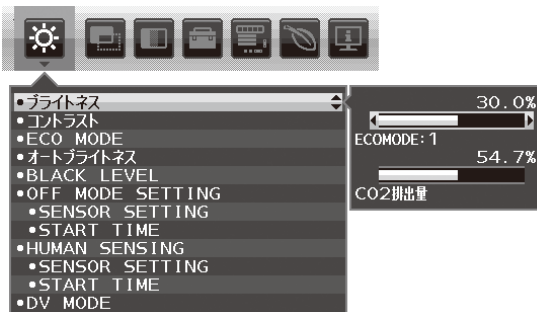 •ブライトネス
•コントラスト
•ECO MODE
•オートブライトネス
•BLACK LEVEL
•OFF MODE SETTING
•SENSOR SETTING
•START TIME
•HUMAN SENSING
•SENSOR SETTING
•START TIME
•DV MODE
30.0%
ECOMODE:1
54.7%
CO2排出量